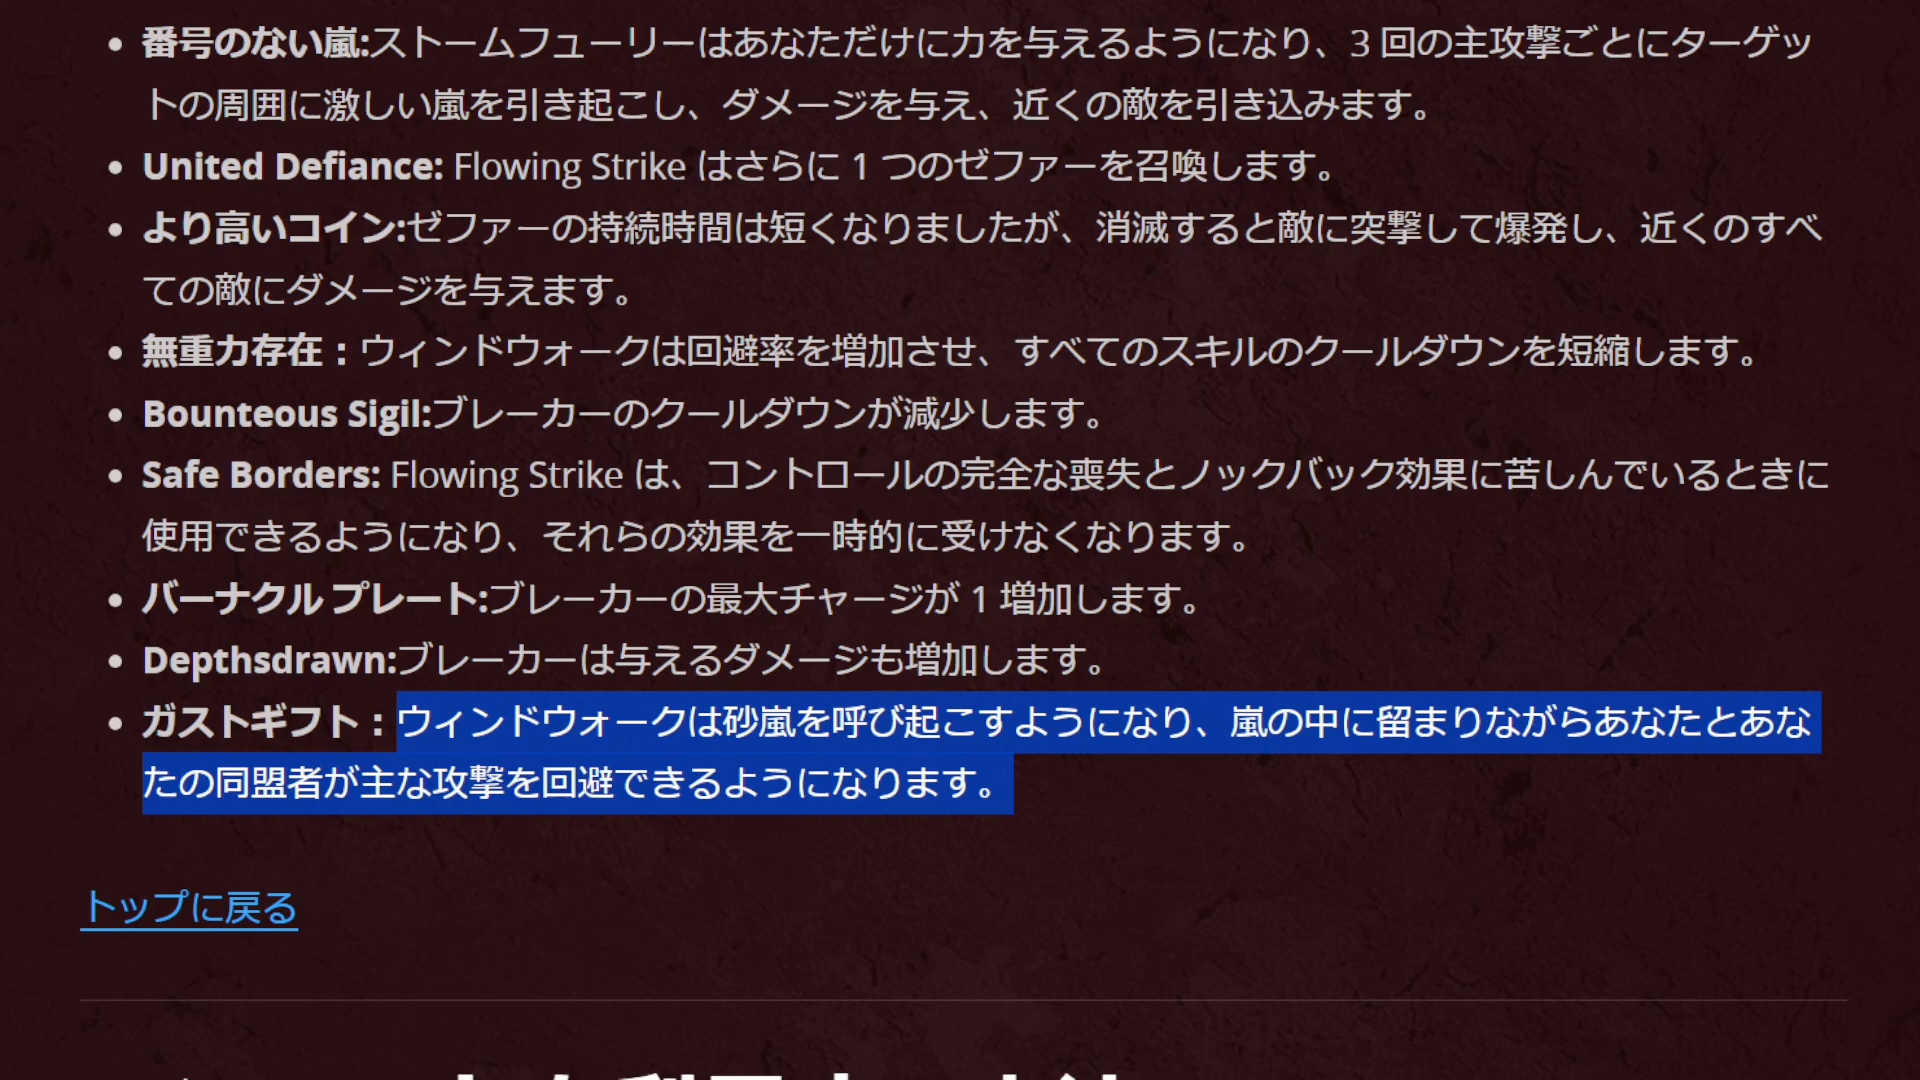 番号のない嵐:ストームフューリーはあなただけに力を与えるようになり、3 回の主攻撃ごとにターゲッ
トの周囲に激しい嵐を引き起こし、ダメージを与え、近くの敵を引き込みます。
United Defiance: Flowing Strike はさらに 1 つのゼファーを召喚します。
より高いコイン:ゼファーの持続時間は短くなりましたが、消滅すると敵に突撃して爆発し、近くのすべ
ての敵にダメージを与えます。
無重力存在：ウィンドウォークは回避率を増加させ、すべてのスキルのクールダウンを短縮します。
Bounteous Sigil:ブレーカーのクールダウンが減少します。
Safe Borders: Flowing Strike は、コントロールの完全な喪失とノックバック効果に苦しんでいるときに
使用できるようになり、それらの効果を一時的に受けなくなります。
バーナクル プレート:ブレーカーの最大チャージが 1 増加します。
Depthsdrawn:ブレーカーは与えるダメージも増加します。
ガストギフト：ウィンドウォークは砂嵐を呼び起こすようになり、嵐の中に留まりながらあなたとあな
たの同盟者が主な攻撃を回避できるようになります。
トップに戻る